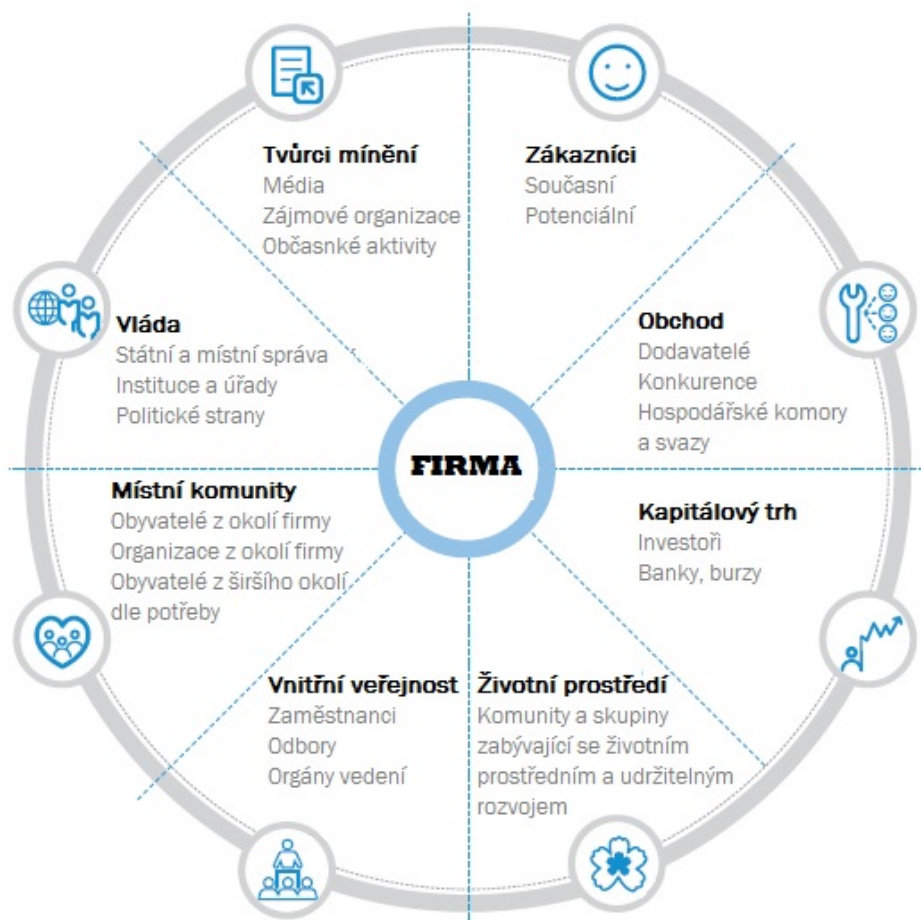 Tvůrci mínění
Média
Zájmové organizace
Občasnké aktivity
Zákazníci
Současní
Potenciální
Vláda
Státní a místní správa
Instituce a úřady
Politické strany
Obchod
Dodavatelé
Konkurence
Hospodářské komory
a svazy
FIRMA
Místní komunity
Obyvatelé z okolí firmy
Organizace z okolí firmy
Obyvatelé z širšího okolí
dle potřeby
Kapitálový trh
Investoři
Banky, burzy
Vnitřní veřejnost
Zaměstnanci
Odbory
Orgány vedení
Životní prostředí
Komunity a skupiny
zabývající se životním
prostředním a udržitelným
rozvojem